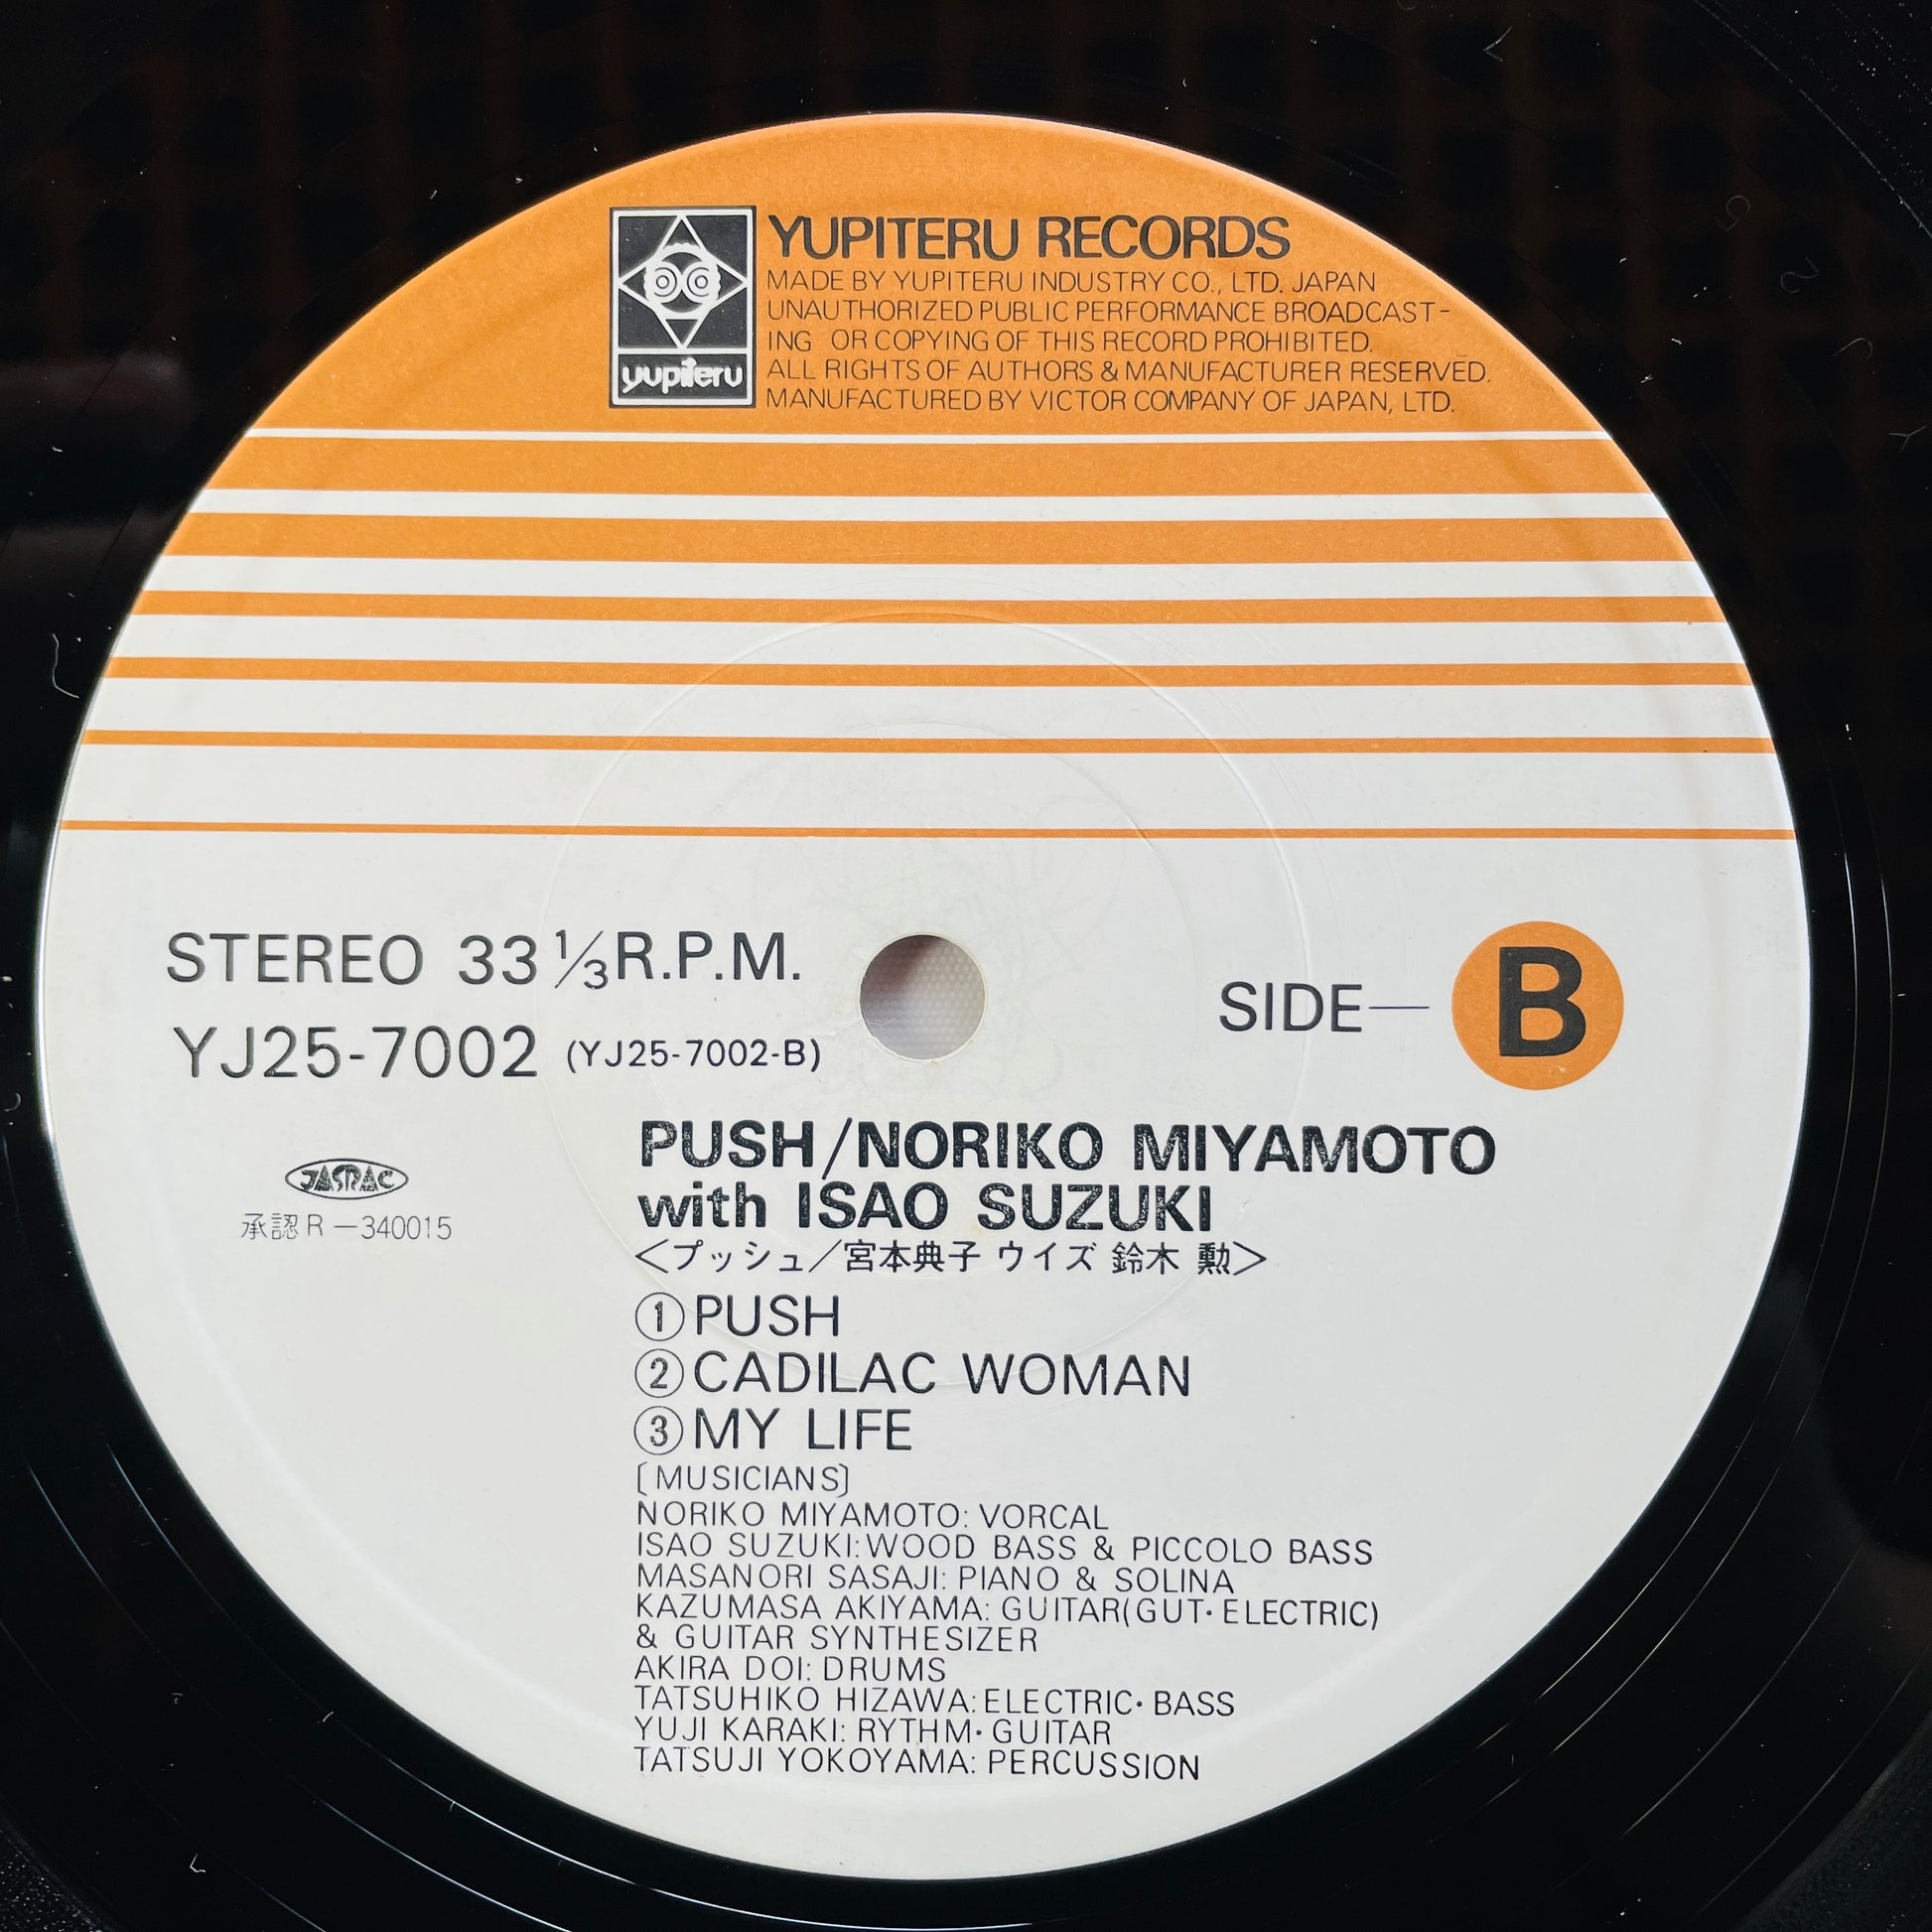 YUPITERU RECORDS
MADE BY YUPITERU INDUSTRY CO., LTD. JAPAN
UNAUTHORIZED PUBLIC PERFORMANCE BROADCAST-
ING OR COPYING OF THIS RECORD PROHIBITED.
ALL RIGHTS OF AUTHORS & MANUFACTURER RESERVED.
yupiteru
MANUFACTURED BY VICTOR COMPANY OF JAPAN, LTD.
STEREO 33 1/3 R.P.M.
SIDE—B
YJ25-7002 (YJ25-7002-B)
JASRAC
承認R-340015
PUSH/NORIKO MIYAMOTO
with ISAO SUZUKI
<プッシュ/宮本典子 ウイズ 鈴木 勲>
①PUSH
②CADILAC WOMAN
③MY LIFE
[MUSICIANS]
NORIKO MIYAMOTO: VORCAL
ISAO SUZUKI:WOOD BASS & PICCOLO BASS
MASANORI SASAJI: PIANO & SOLINA
KAZUMASA AKIYAMA: GUITAR(GUT・ELECTRIC)
& GUITAR SYNTHESIZER
AKIRA DOI: DRUMS
TATSUHIKO HIZAWA:ELECTRIC・BASS
YUJI KARAKI: RYTHM・GUITAR
TATSUJI YOKOYAMA: PERCUSSION